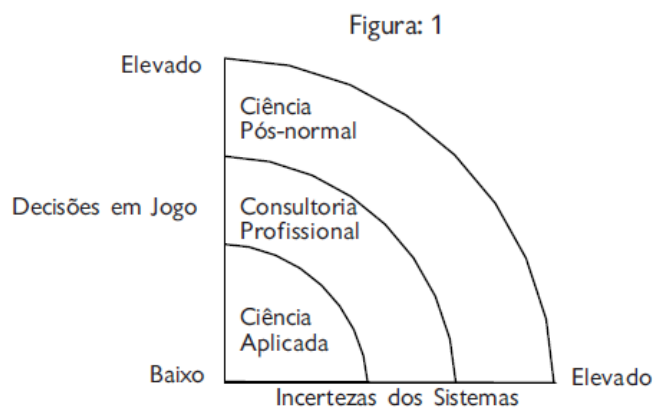 Figura: 1
Elevado
Ciência
Pós-normal
Decisões em Jogo
Consultoria
Profissional
Ciência
Aplicada
Baixo
Elevado
Incertezas dos Sistemas